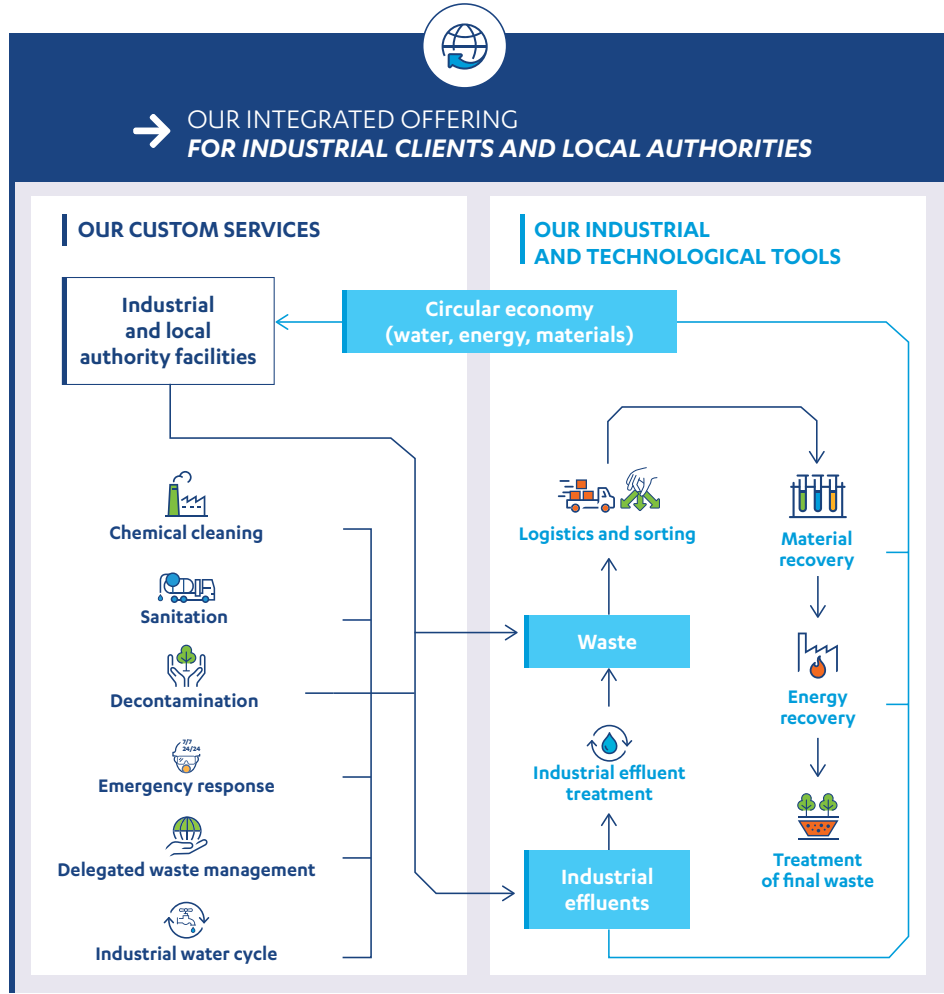 OUR INTEGRATED OFFERING
FOR INDUSTRIAL CLIENTS AND LOCAL AUTHORITIES
OUR CUSTOM SERVICES
Industrial
and local
authority facilities
Chemical cleaning
Sanitation
Decontamination
7/7
24/24
Emergency response
Delegated waste management
Industrial water cycle
OUR INDUSTRIAL
AND TECHNOLOGICAL TOOLS
Circular economy
(water, energy, materials)
Logistics and sorting
Material
recovery
Waste
Energy
recovery
Industrial effluent
treatment
Treatment
of final waste
Industrial
effluents